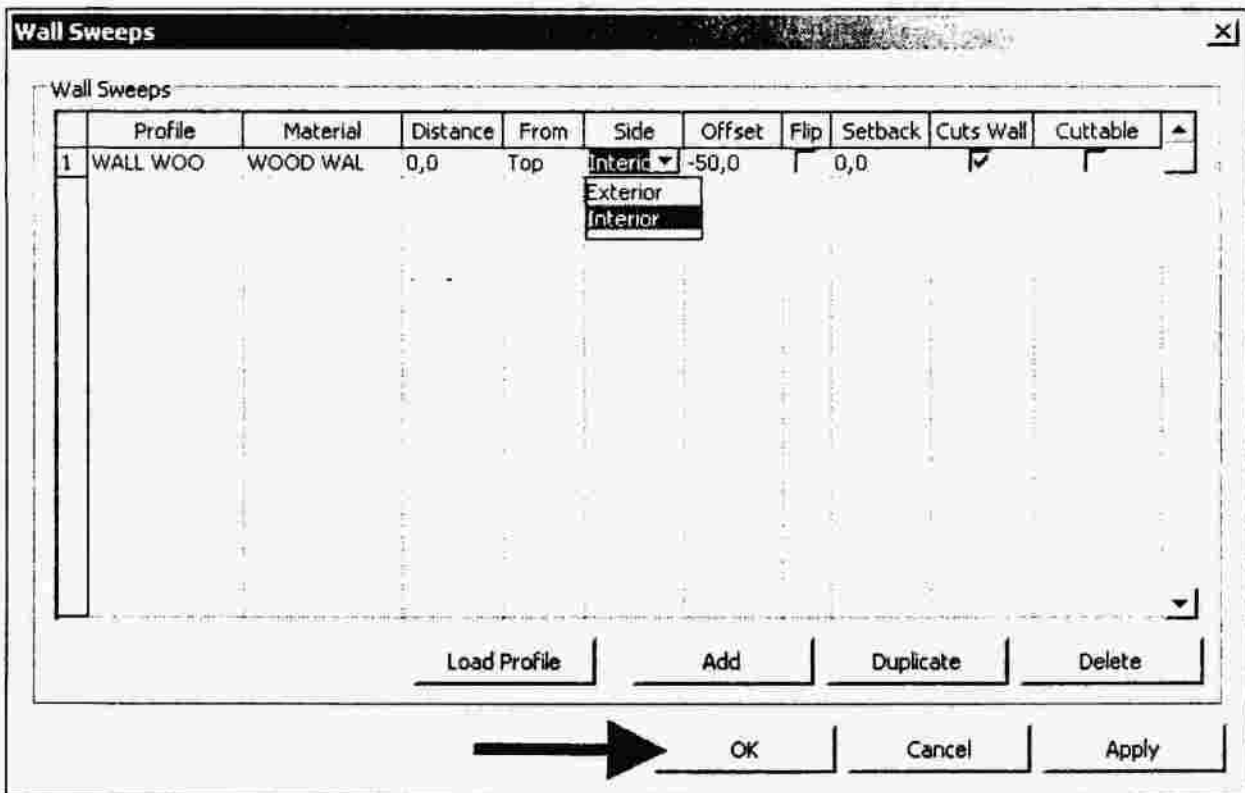 Wall Sweeps
Wall Sweeps
Profile Material Distance From Side Offset Flip Setback Cuts Wall Cuttable
1 WALL WOO WOOD WAL 0,0 Top Interic -50,0 0,0
Exterior
Interior
Load Profile Add Duplicate Delete
OK Cancel Apply